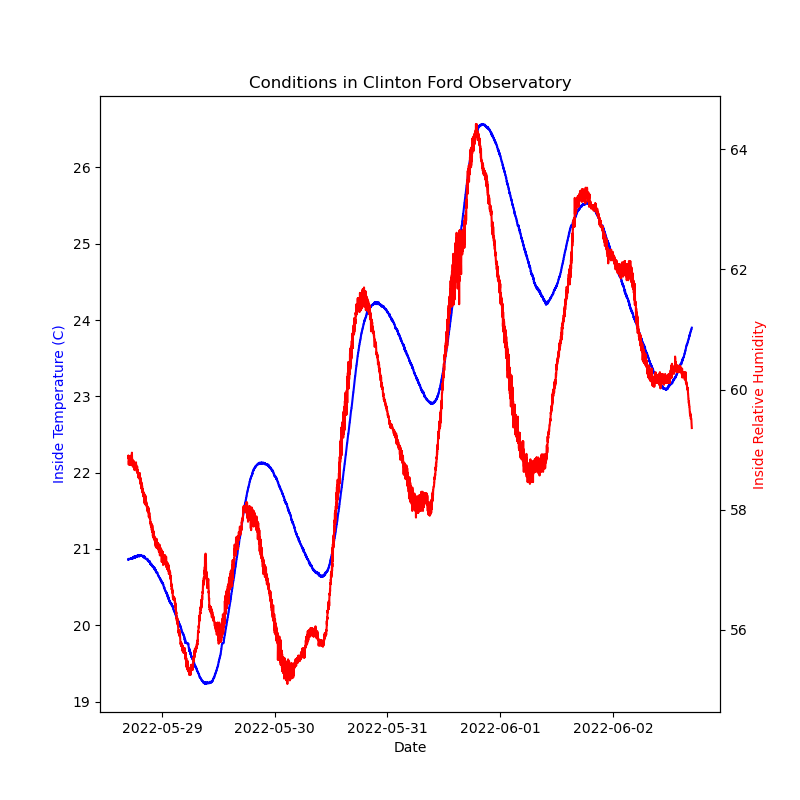 Conditions in Clinton Ford Observatory
26
25
24
23
22
21
20
19
Inside Temperature (C)
64
62
60
58
56
Inside Relative Humidity
2022-05-29 2022-05-30 2022-05-31 2022-06-01 2022-06-02
Date